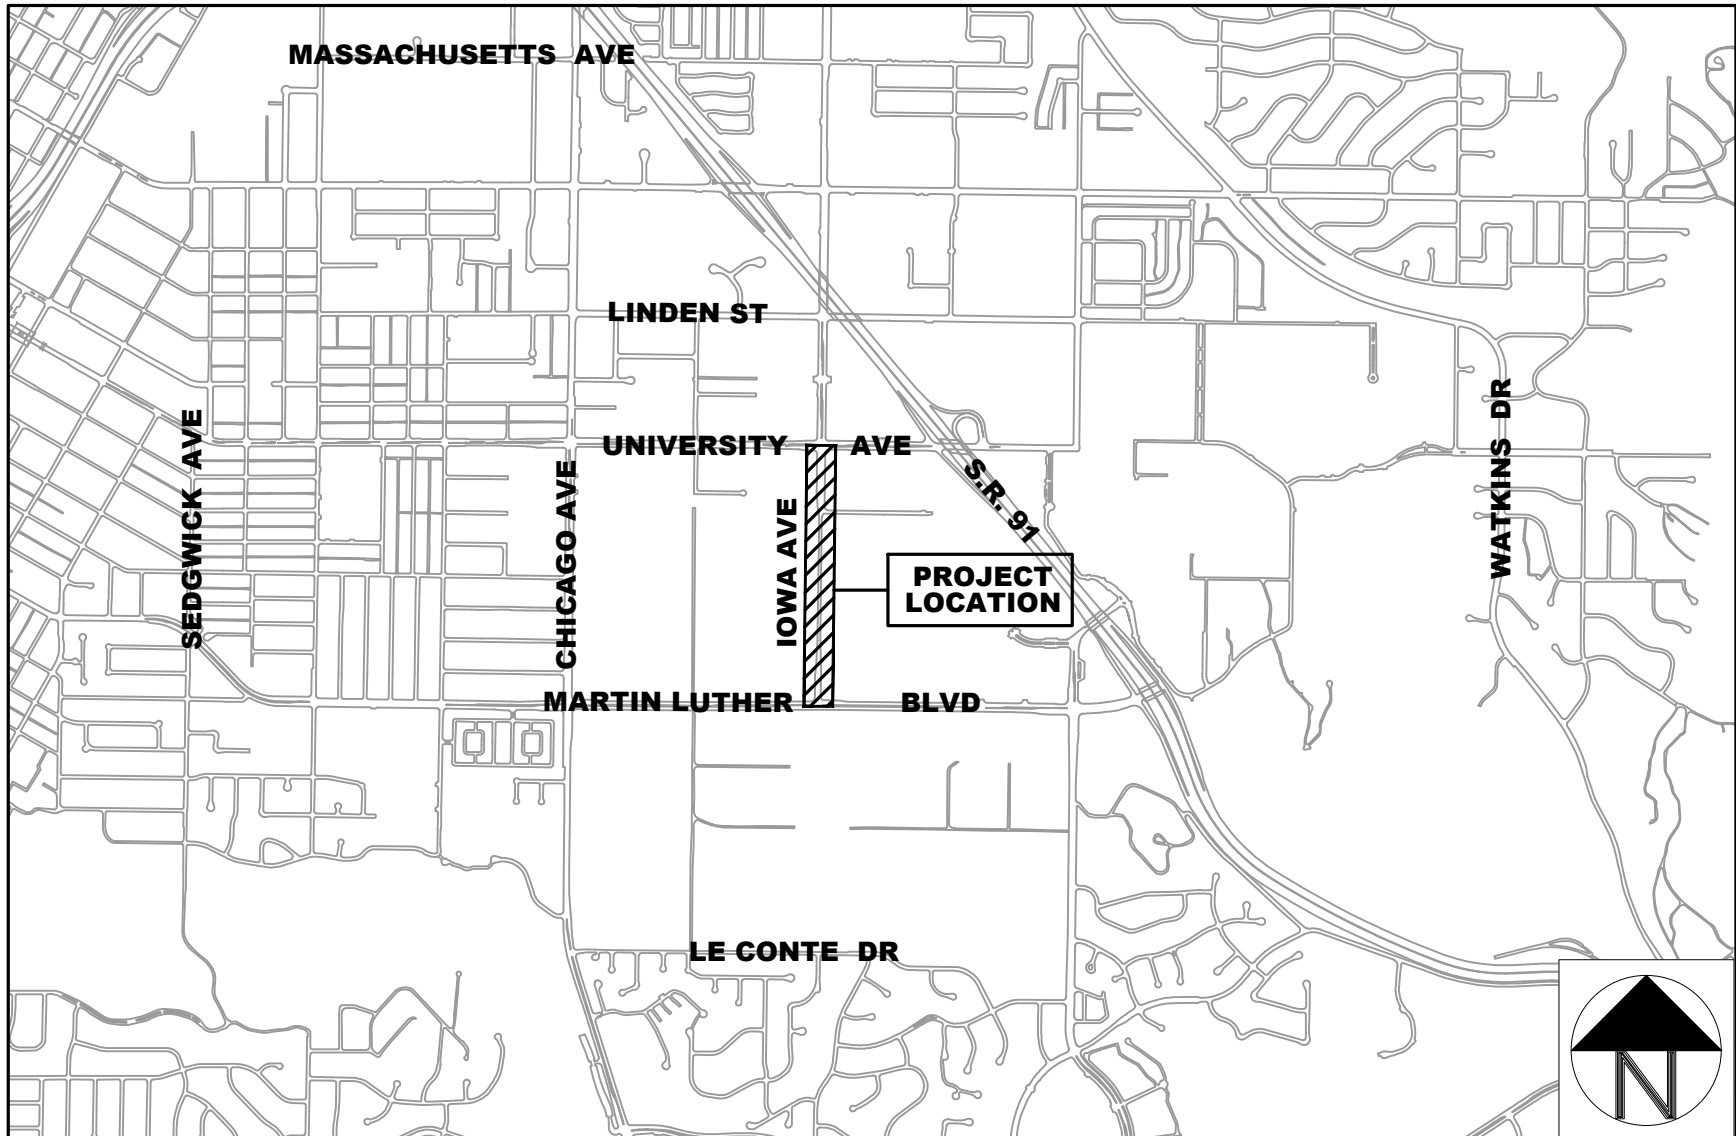 MASSACHUSETTS AVE
LINDEN ST
SEDGWICK AVE
CHICAGO AVE
UNIVERSITY AVE
IOWA AVE
S.R. 91
WATKINS DR
PROJECT
LOCATION
MARTIN LUTHER BLVD
LE CONTE DR
N